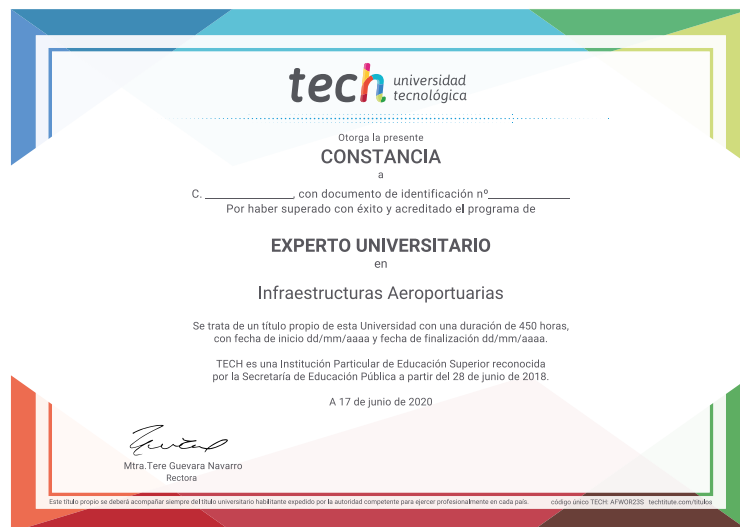 tech universidad
tecnológica
Otorga la presente
CONSTANCIA
a
C. ______________, con documento de identificación nº______________
Por haber superado con éxito y acreditado el programa de
EXPERTO UNIVERSITARIO
en
Infraestructuras Aeroportuarias
Se trata de un título propio de esta Universidad con una duración de 450 horas,
con fecha de inicio dd/mm/aaaa y fecha de finalización dd/mm/aaaa.
TECH es una Institución Particular de Educación Superior reconocida
por la Secretaría de Educación Pública a partir del 28 de junio de 2018.
A 17 de junio de 2020
Mtra.Tere Guevara Navarro
Rectora
Este título propio se deberá acompañar siempre del título universitario habilitante expedido por la autoridad competente para ejercer profesionalmente en cada país. código único TECH: AFWOR23S techtitute.com/titulos